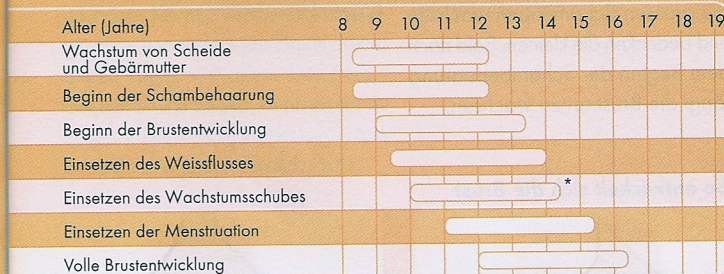 Alter (Jahre) 8 9 10 11 12 13 14 15 16 17 18 19
Wachstum von Scheide
und Gebärmutter
Beginn der Schambehaarung
Beginn der Brustentwicklung
Einsetzen des Weissflusses
Einsetzen des Wachstumsschubes *
Einsetzen der Menstruation
Volle Brustentwicklung